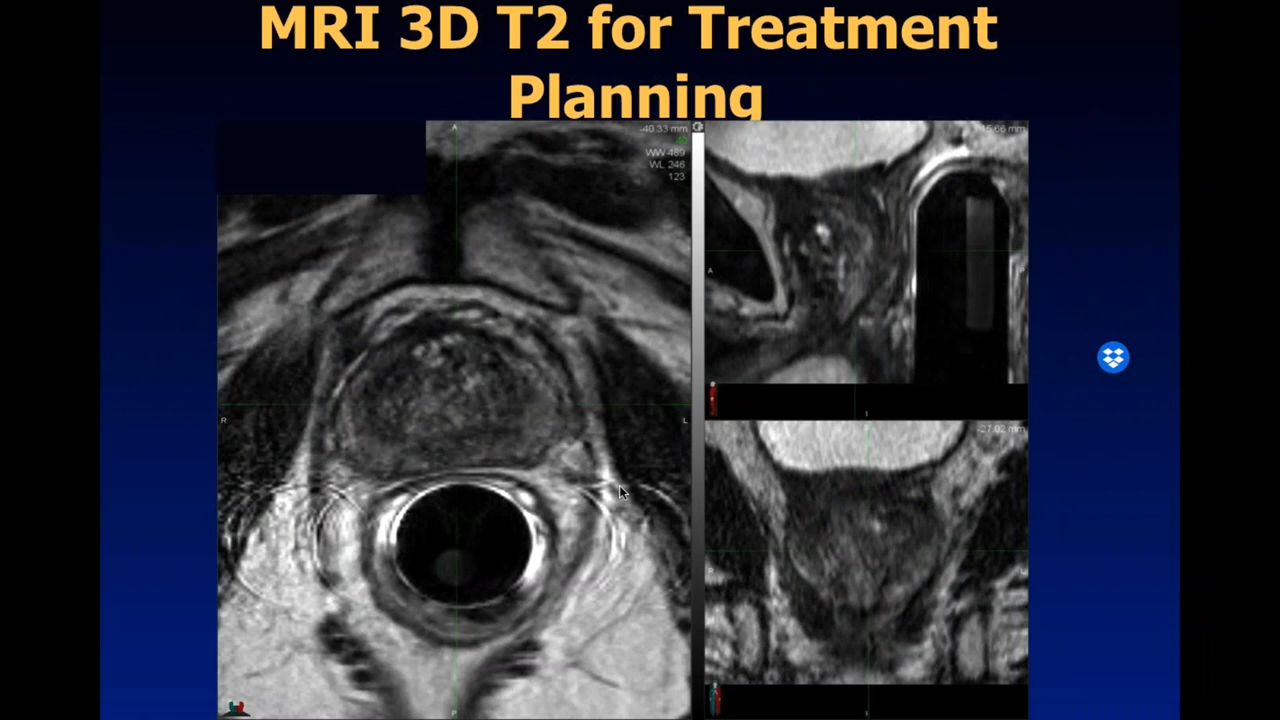 MRI 3D T2 for Treatment
Planning
A
-40.33 mm
WW 489
WL 246
123
R
L
P
A
I
-27.02 mm
R
I